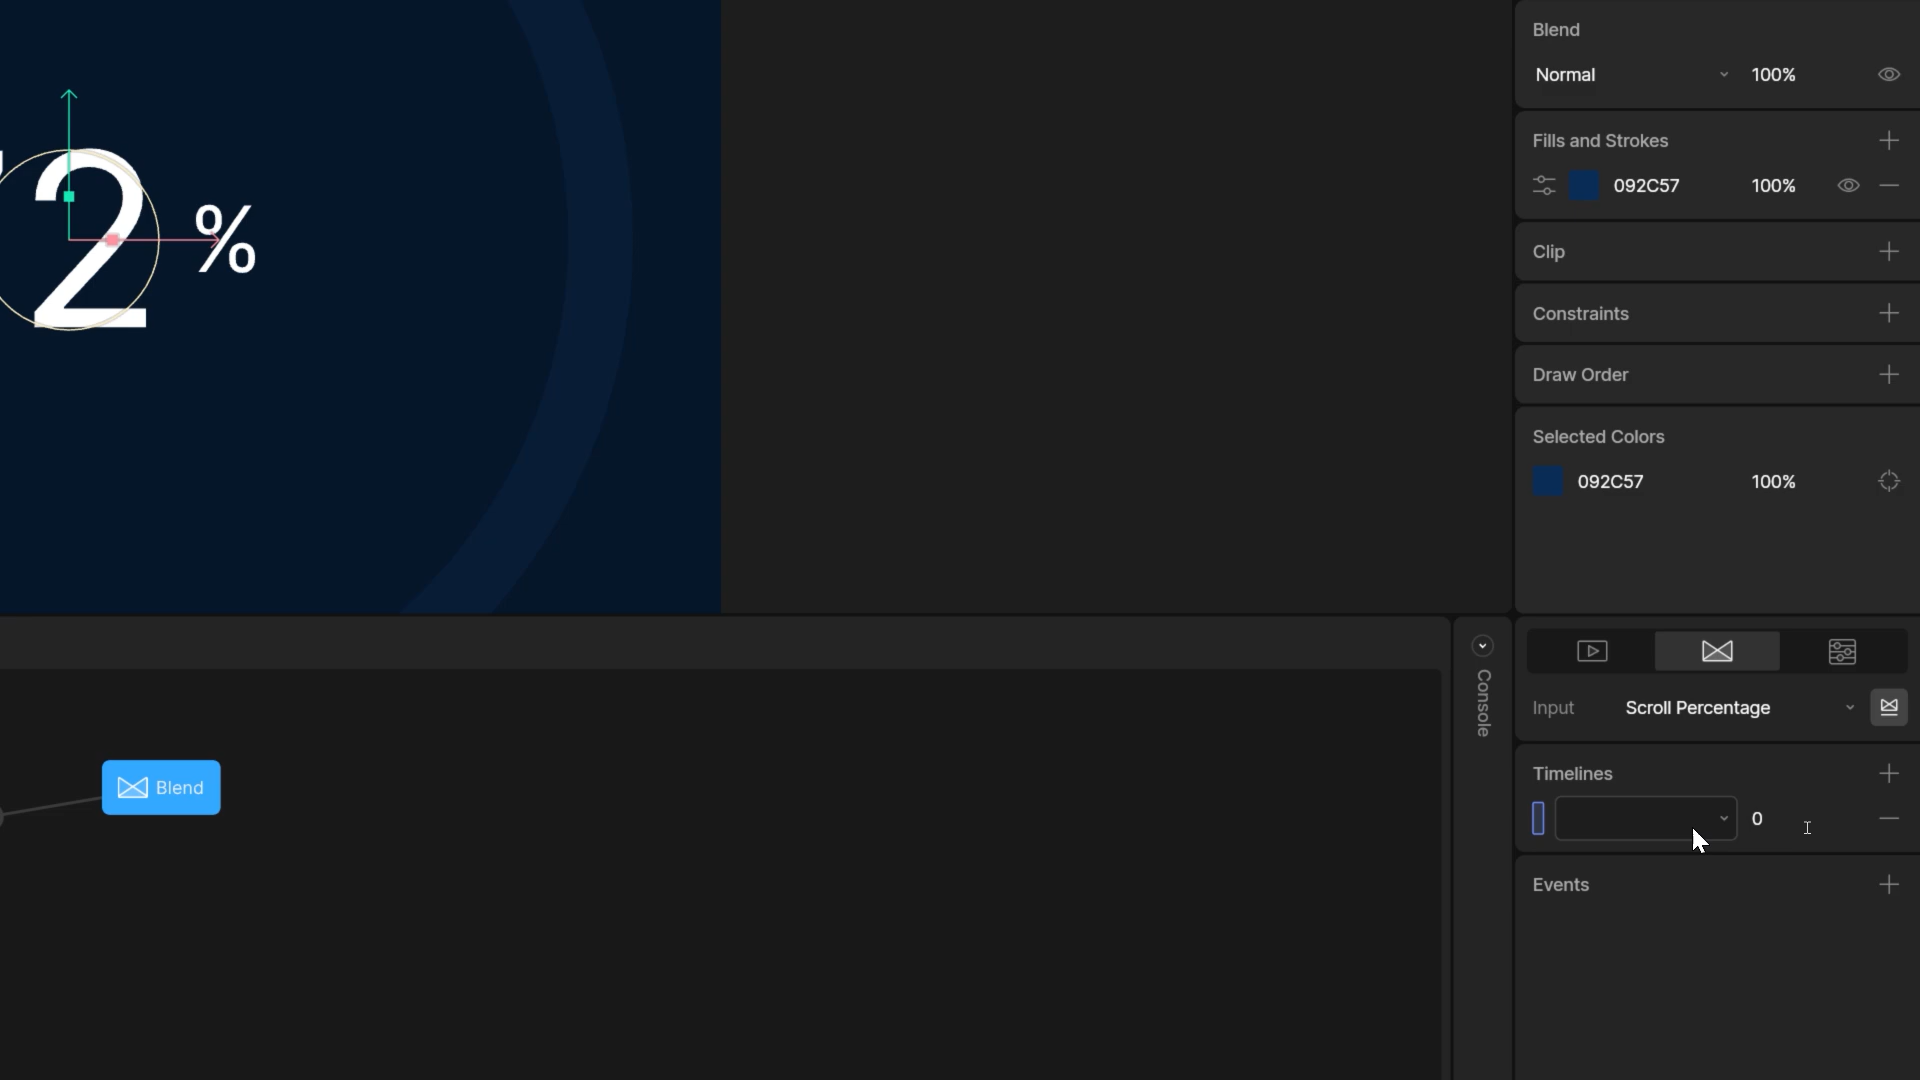 2 %
Blend
Normal 100%
Fills and Strokes
092C57 100%
Clip
Constraints
Draw Order
Selected Colors
092C57 100%
Console
Input Scroll Percentage
Blend
Timelines
0
Events